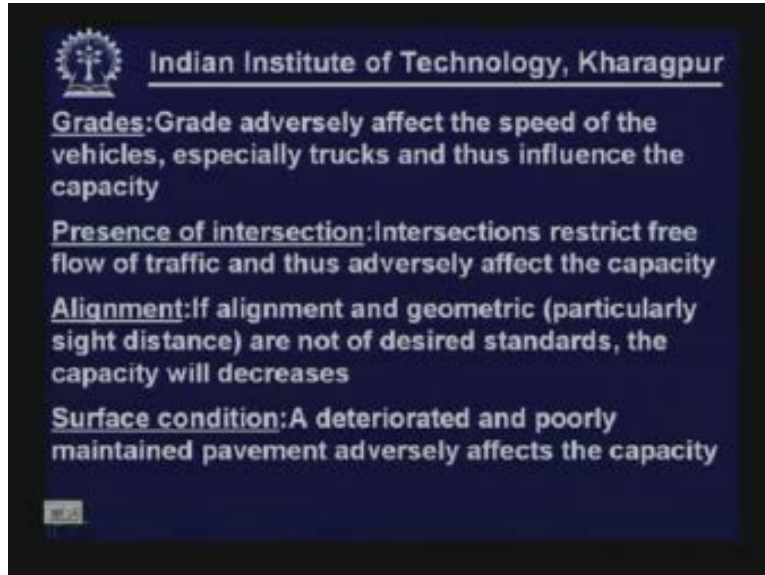 Indian Institute of Technology, Kharagpur
Grades:Grade adversely affect the speed of the
vehicles, especially trucks and thus influence the
capacity
Presence of intersection:Intersections restrict free
flow of traffic and thus adversely affect the capacity
Alignment:If alignment and geometric (particularly
sight distance) are not of desired standards, the
capacity will decreases
Surface condition:A deteriorated and poorly
maintained pavement adversely affects the capacity